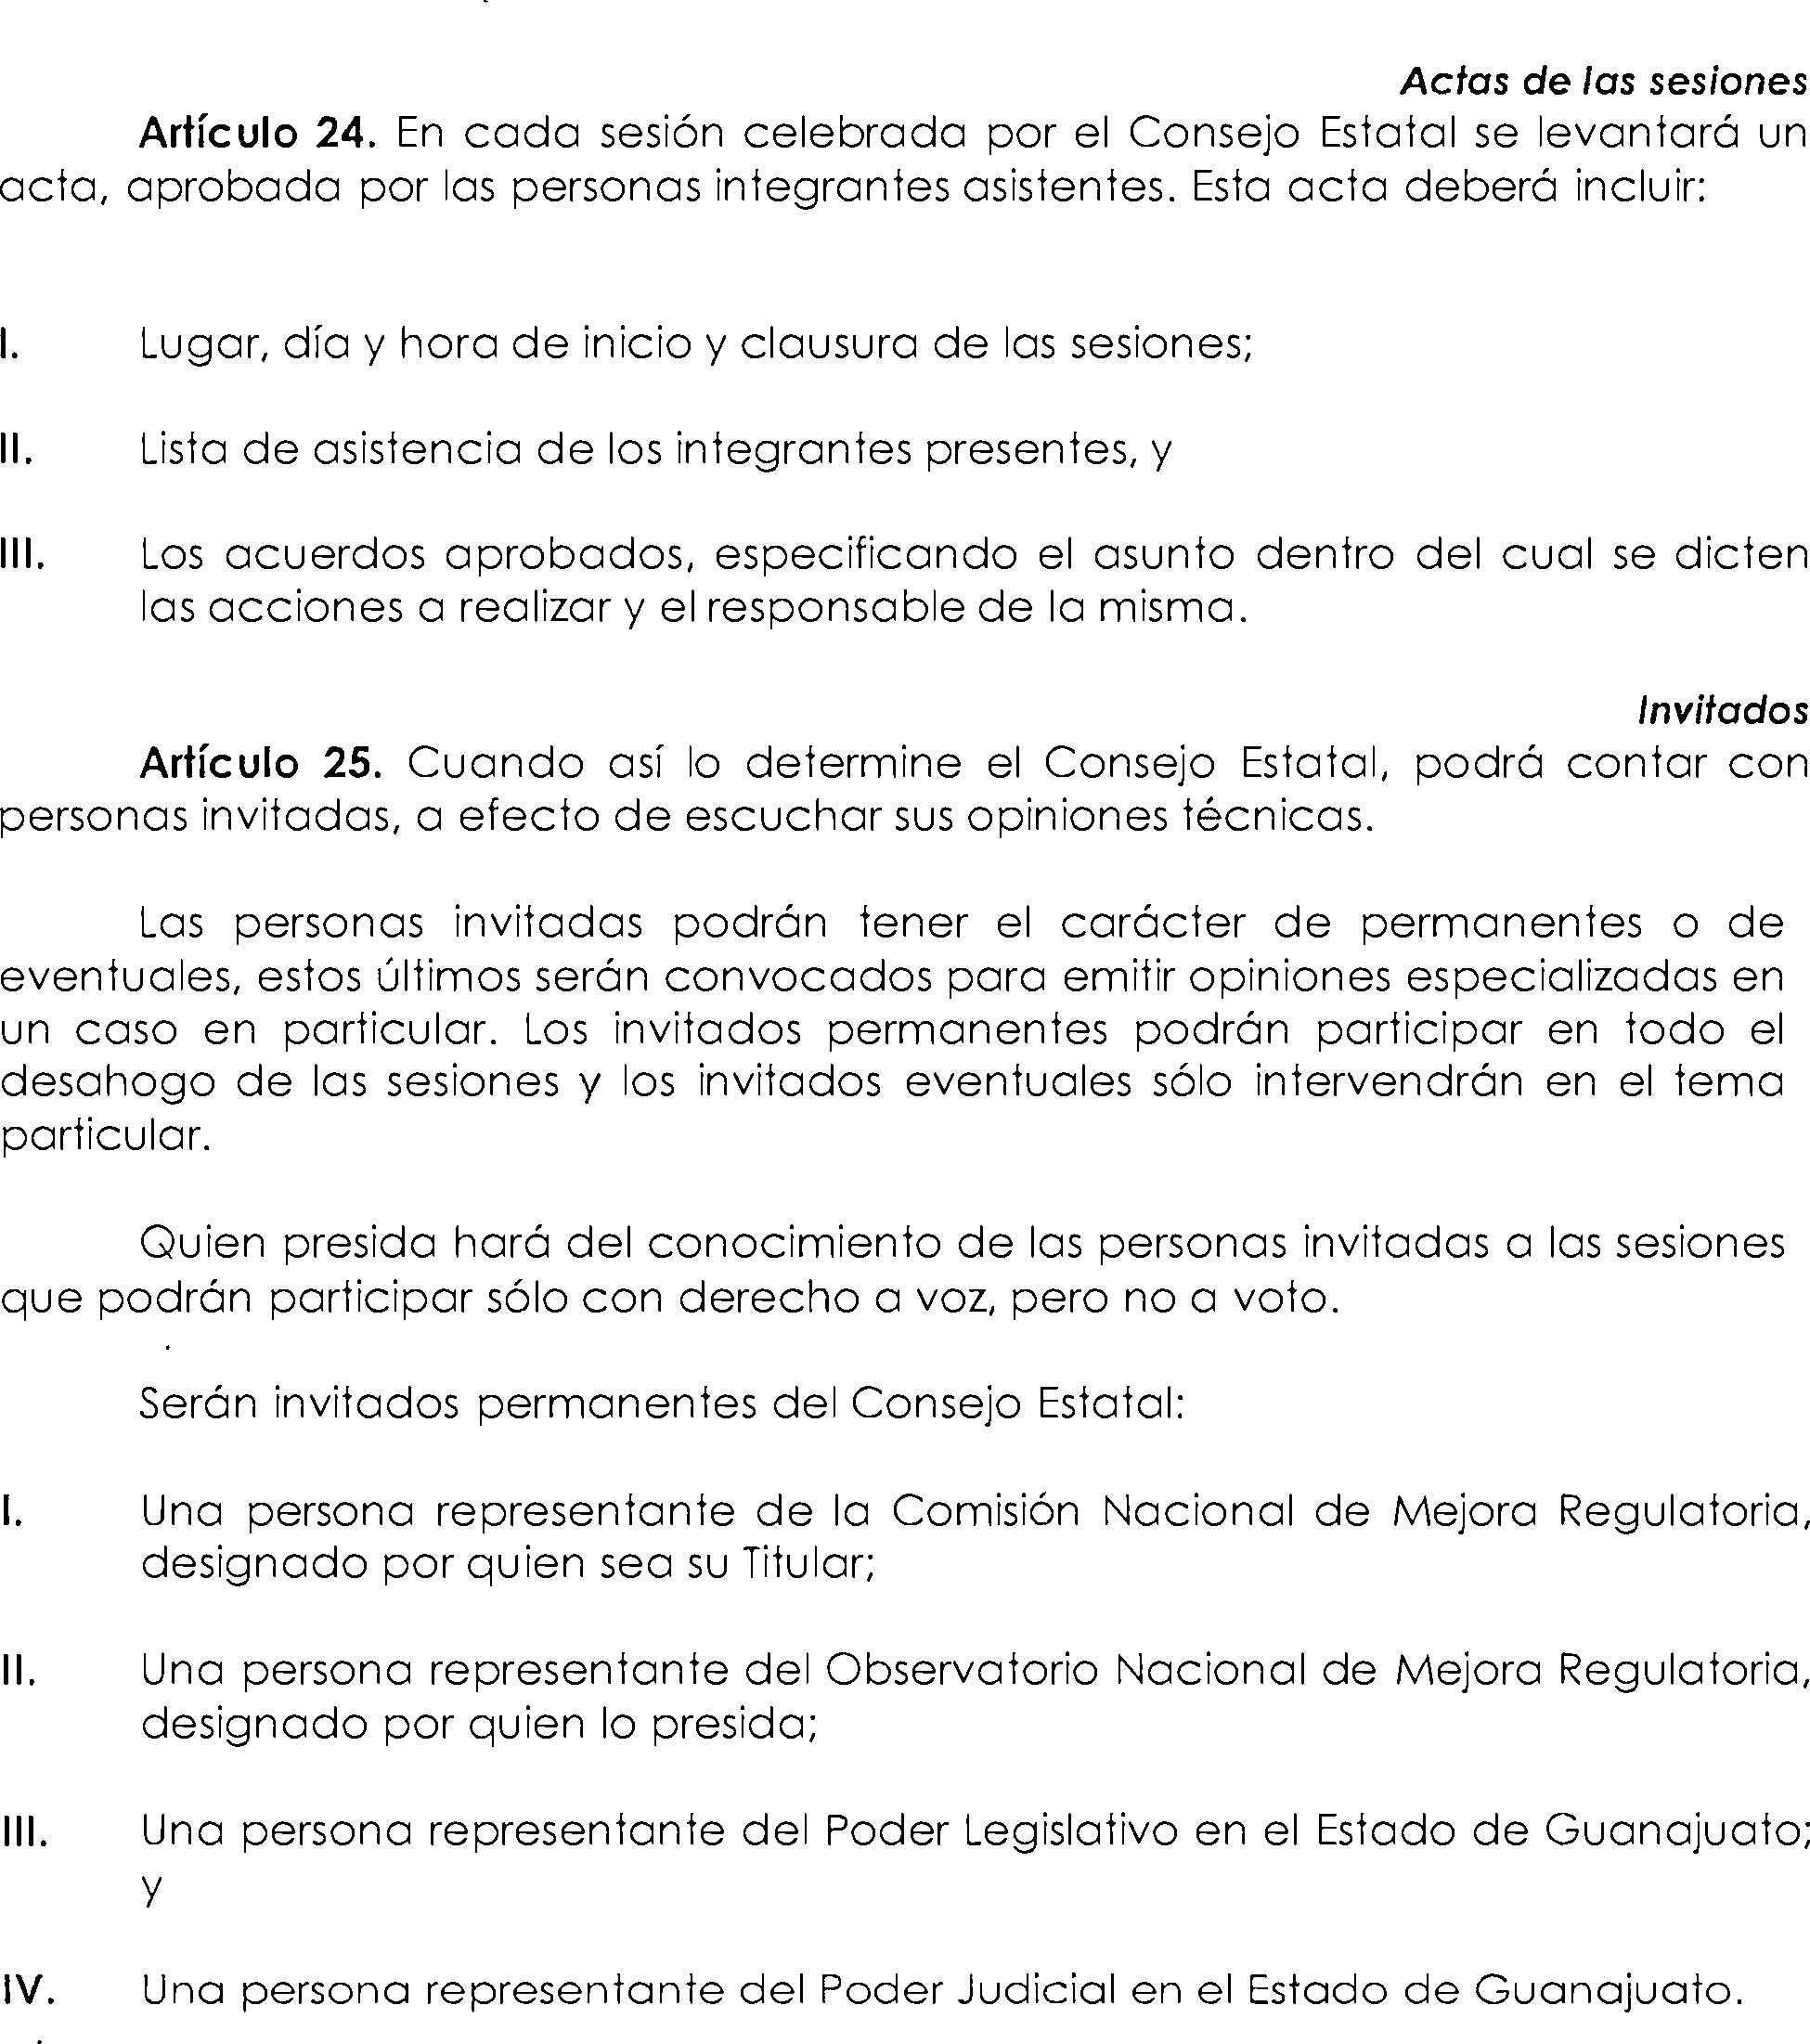 Actas de las sesiones
Artículo 24. En cada sesión celebrada por el Consejo Estatal se levantará un
acta, aprobada por las personas integrantes asistentes. Esta acta deberá incluir:
I. Lugar, día y hora de inicio y clausura de las sesiones;
II. Lista de asistencia de los integrantes presentes, y
III. Los acuerdos aprobados, especificando el asunto dentro del cual se dicten
las acciones a realizar y el responsable de la misma.
Invitados
Artículo 25. Cuando así lo determine el Consejo Estatal, podrá contar con
personas invitadas, a efecto de escuchar sus opiniones técnicas.
Las personas invitadas podrán tener el carácter de permanentes o de
eventuales, estos últimos serán convocados para emitir opiniones especializadas en
un caso en particular. Los invitados permanentes podrán participar en todo el
desahogo de las sesiones y los invitados eventuales sólo intervendrán en el tema
particular.
Quien presida hará del conocimiento de las personas invitadas a las sesiones
que podrán participar sólo con derecho a voz, pero no a voto.
Serán invitados permanentes del Consejo Estatal:
I. Una persona representante de la Comisión Nacional de Mejora Regulatoria,
designado por quien sea su Titular;
II. Una persona representante del Observatorio Nacional de Mejora Regulatoria,
designado por quien lo presida;
III. Una persona representante del Poder Legislativo en el Estado de Guanajuato;
y
IV. Una persona representante del Poder Judicial en el Estado de Guanajuato.